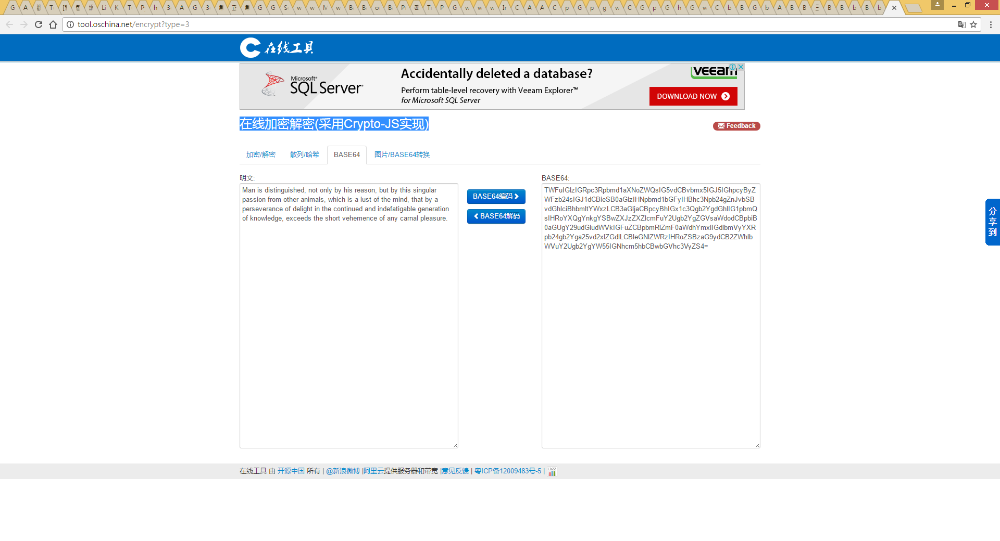 tool.oschina.net/encrypt?type=3
在线工具
Microsoft®
SQL Server®
Accidentally deleted a database?
Perform table-level recovery with Veeam Explorer™
for Microsoft SQL Server
veeam
DOWNLOAD NOW
在线加密解密(采用Crypto-JS实现)
Feedback
加密/解密 散列/哈希 BASE64 图片/BASE64转换
明文:
Man is distinguished, not only by his reason, but by this singular
passion from other animals, which is a lust of the mind, that by a
perseverance of delight in the continued and indefatigable generation
of knowledge, exceeds the short vehemence of any carnal pleasure.
BASE64编码
BASE64解码
BASE64:
TWFuIGlzIGRpc3Rpbmd1aXNoZWQsIG5vdCBvbmx5IGJ5IGhpcyByZ
WFzb24sIGJ1dCBieSB0aGlzIHNpbmd1bGFyIHBhc3Npb24gZnJvbSB
vdGhlciBhbmltYWxzLCB3aGljaCBpcyBhIGx1c3Qgb2YgdGhlIG1pbmQ
sIHRoYXQgYnkgYSBwZXJzZXZlcmFuY2Ugb2YgZGVsaWdodCBpbiB
0aGUgY29udGludWVkIGFuZCBpbmRlZmF0aWdhYmxlIGdlbmVyYXR
pb24gb2Yga25vd2xlZGdlLCBleGNlZWRzIHRoZSBzaG9ydCB2ZWhlb
WVuY2Ugb2YgYW55IGNhcm5hbCBwbGVhc3VyZS4=
分享到
在线工具 由 开源中国 所有 | @新浪微博 |阿里云提供服务器和带宽 |意见反馈 | 粤ICP备12009483号-5 |